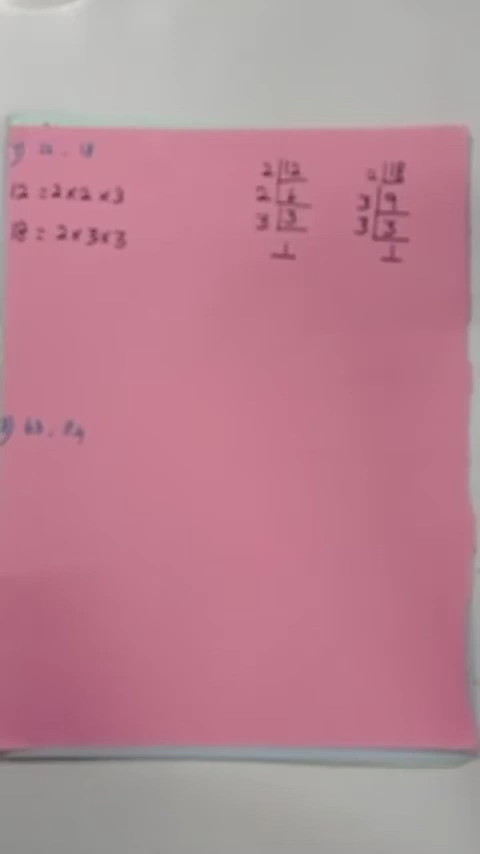 1) 12, 18
12 = 2×2×3
18 = 2×3×3
2|12
2|6
3|3
1
2|18
3|9
3|3
1